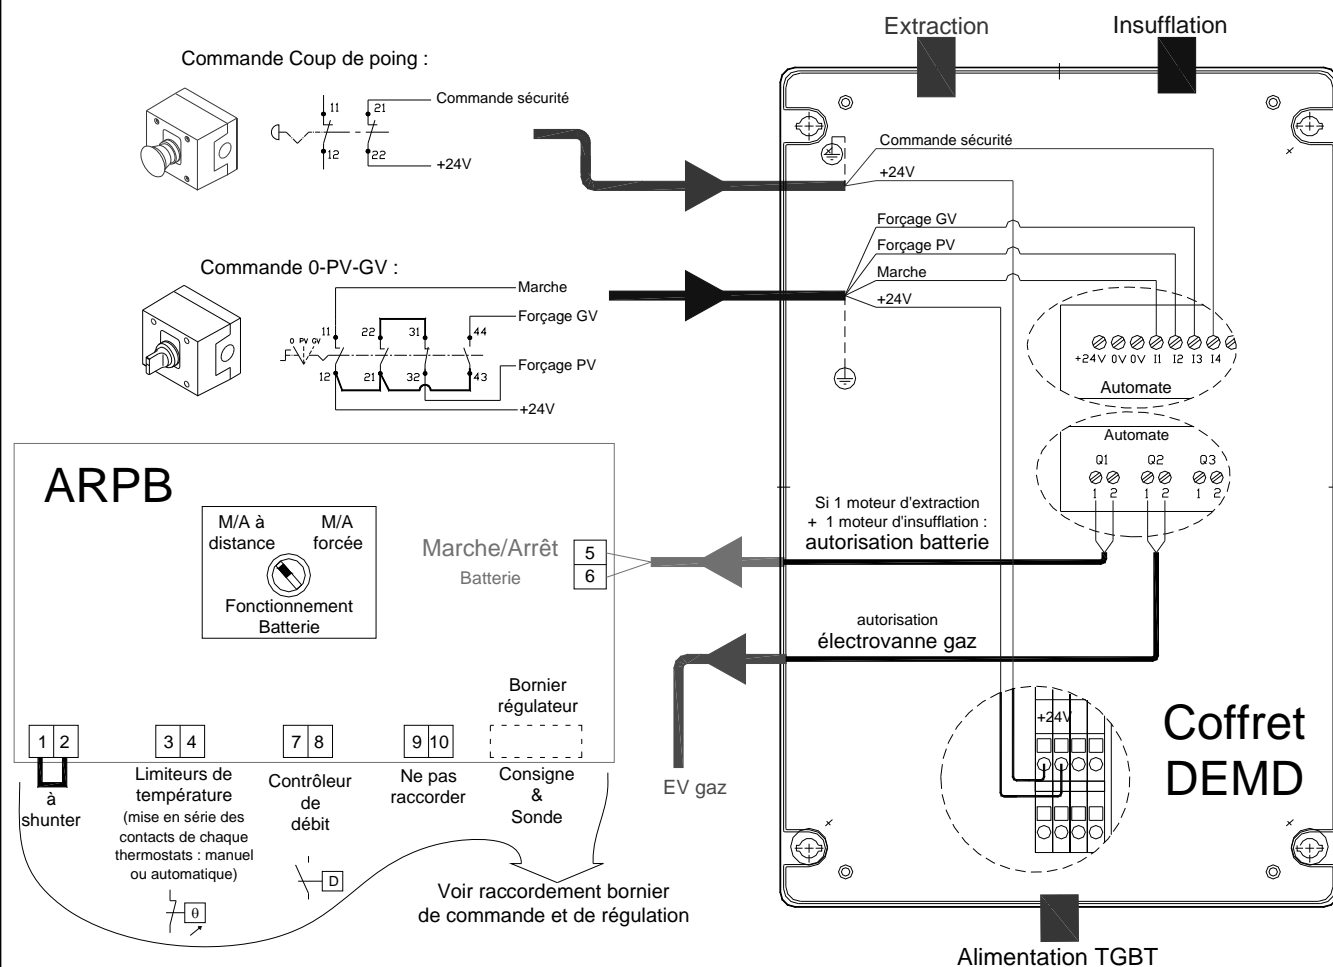 Extraction
Insufflation
Commande Coup de poing :
11
21
Commande sécurité
12
22
+24V
Commande sécurité
+24V
Forçage GV
Forçage PV
Marche
+24V
Commande 0-PV-GV :
Marche
Forçage GV
11
22
31
44
0 PV GV
Forçage PV
12
21
32
43
+24V
+24V 0V 0V I1 I2 I3 I4
Automate
Automate
Q1 Q2 Q3
1 2 1 2 1 2
ARPB
M/A à
distance
M/A
forcée
Fonctionnement
Batterie
Marche/Arrêt
Batterie
5
6
Si 1 moteur d'extraction
+ 1 moteur d'insufflation :
autorisation batterie
autorisation
électrovanne gaz
EV gaz
Bornier
régulateur
1 2
à
shunter
3 4
Limiteurs de
température
(mise en série des
contacts de chaque
thermostats : manuel
ou automatique)
θ
7 8
Contrôleur
de
débit
D
9 10
Ne pas
raccorder
Consigne
&
Sonde
Voir raccordement bornier
de commande et de régulation
+24V
Coffret
DEMD
Alimentation TGBT